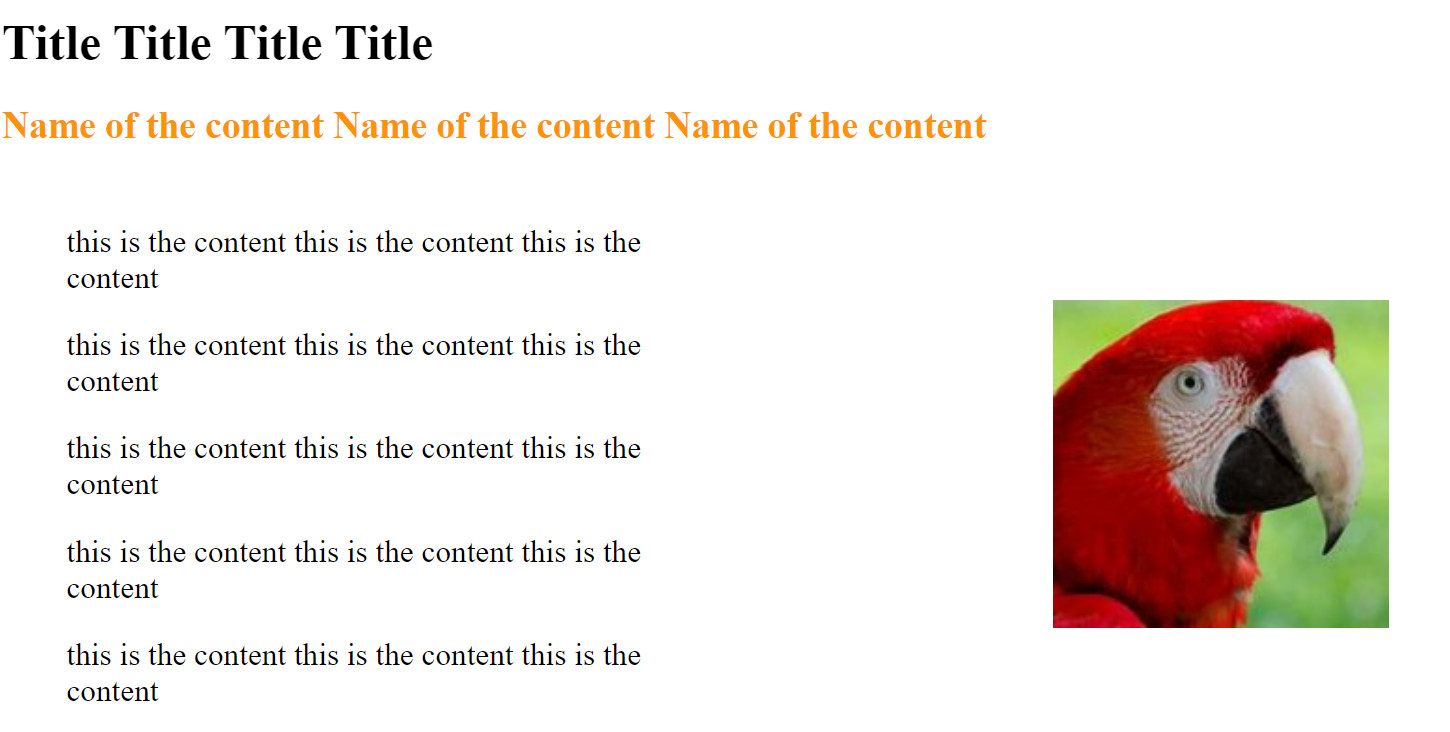 Title Title Title Title
Name of the content Name of the content Name of the content
this is the content this is the content this is the
content
this is the content this is the content this is the
content
this is the content this is the content this is the
content
this is the content this is the content this is the
content
this is the content this is the content this is the
content